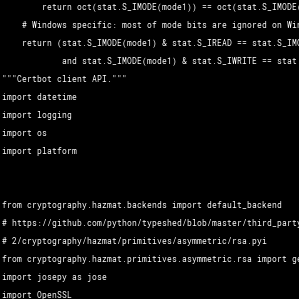 return oct(stat.S_IMODE(mode1)) == oct(stat.S_IMODE(
# Windows specific: most of mode bits are ignored on Win
return (stat.S_IMODE(mode1) & stat.S_IREAD == stat.S_IMO
and stat.S_IMODE(mode1) & stat.S_IWRITE == stat
"""Certbot client API."""
import datetime
import logging
import os
import platform
from cryptography.hazmat.backends import default_backend
# https://github.com/python/typeshed/blob/master/third_party
# 2/cryptography/hazmat/primitives/asymmetric/rsa.pyi
from cryptography.hazmat.primitives.asymmetric.rsa import ge
import josepy as jose
import OpenSSL